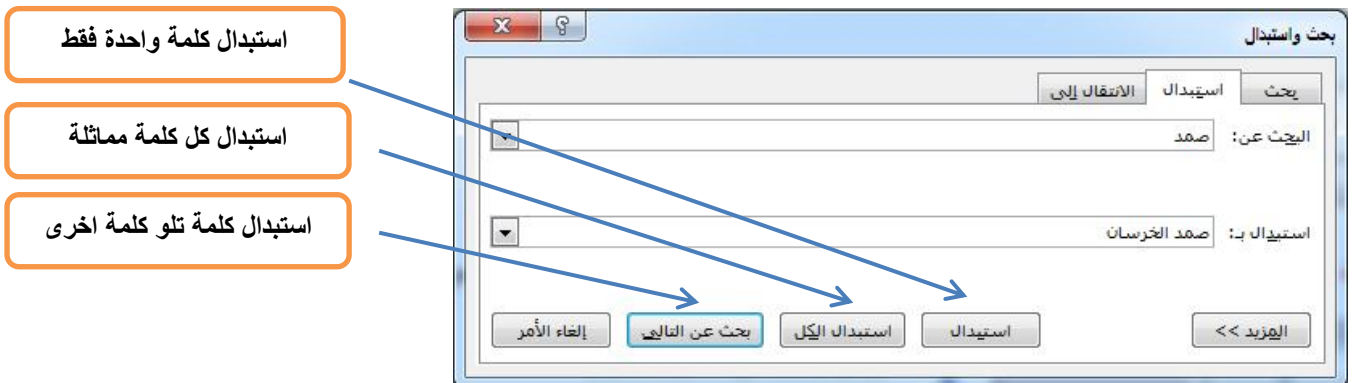 بحث واستبدال
بحث
استبدال
الانتقال إلى
البحث عن: صمد
استبدال بـ: صمد الخرسان
المزيد >>
استبدال
استبدال الكل
بحث عن التالي
إلغاء الأمر
استبدال كلمة واحدة فقط
استبدال كل كلمة مماثلة
استبدال كلمة تلو كلمة اخرى